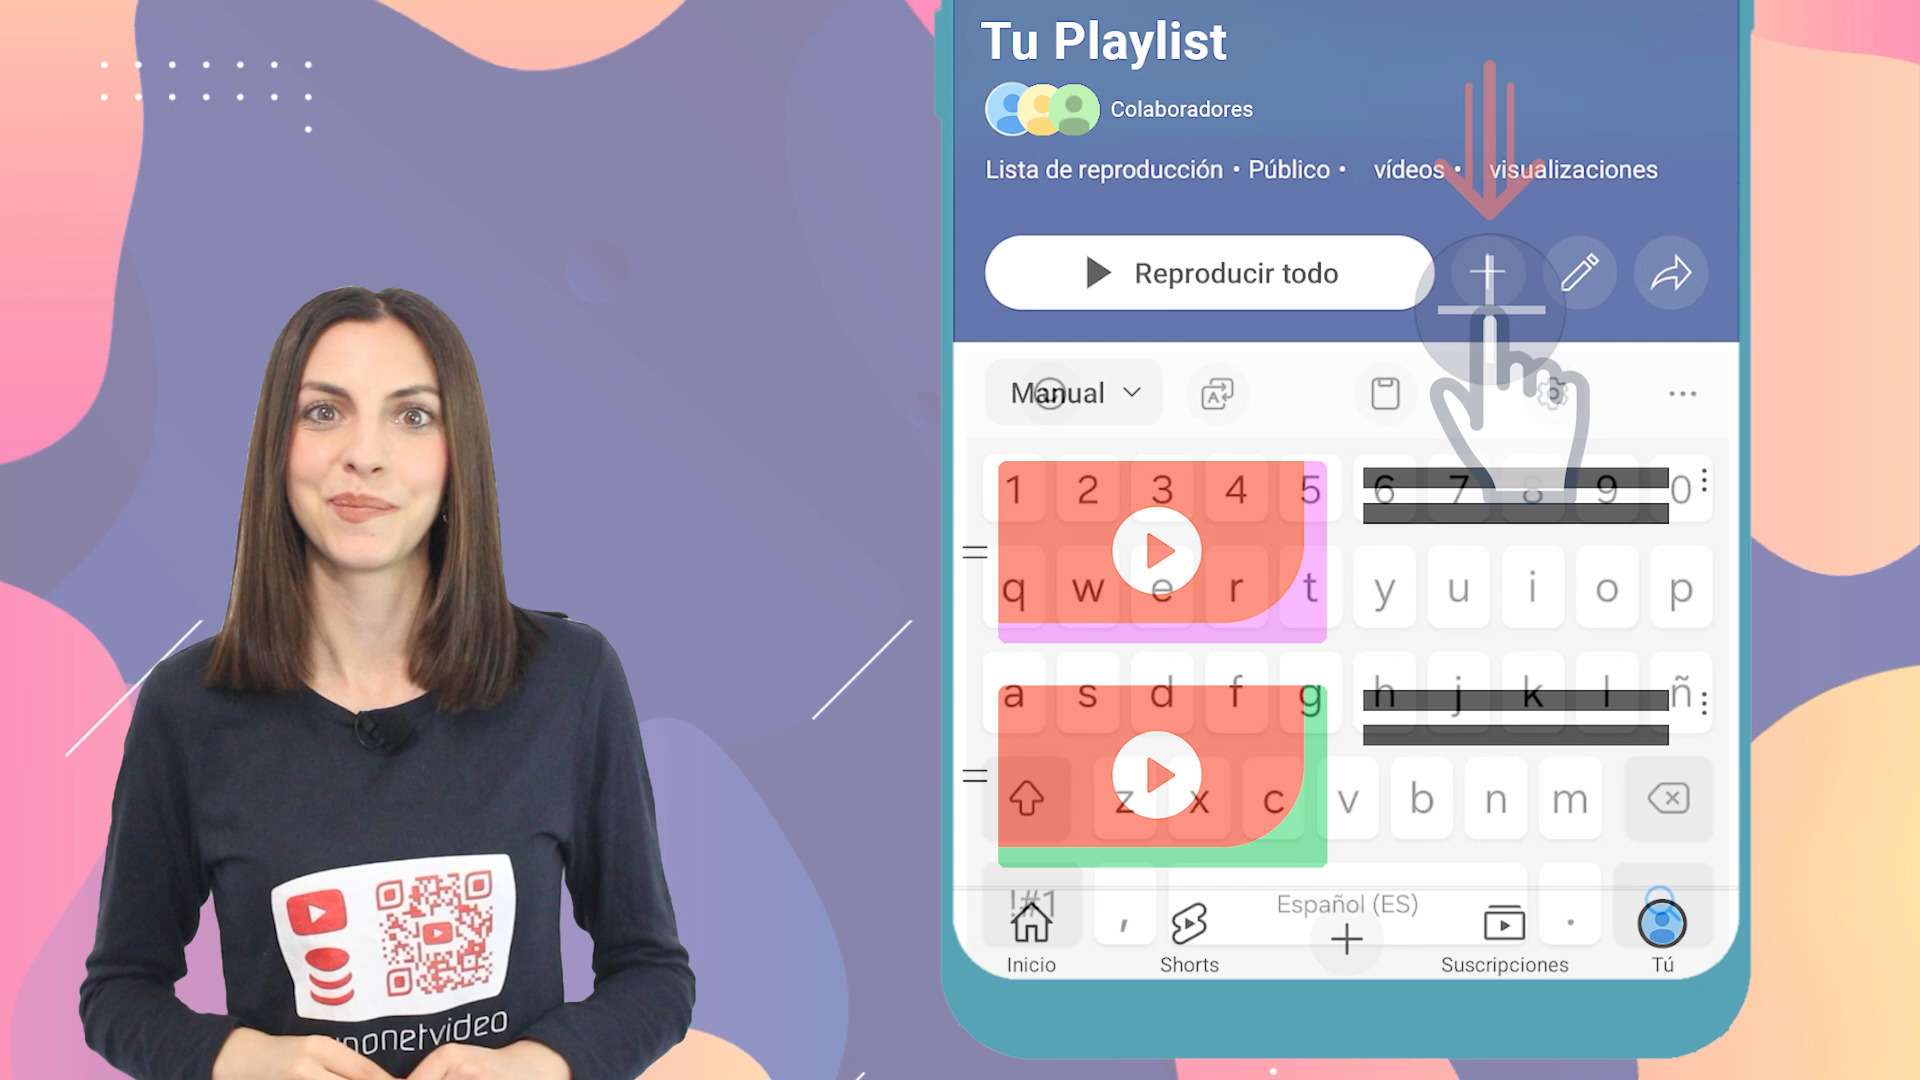 Tu Playlist
Colaboradores
Lista de reproducción • Público • vídeos • visualizaciones
Reproducir todo
Manual
1 2 3 4 5 6 7 8 9 0
q w e r t y u i o p
a s d f g h j k l ñ
z x c v b n m
!#1 , Español (ES) .
Inicio Shorts Suscripciones Tú
nonetvideo